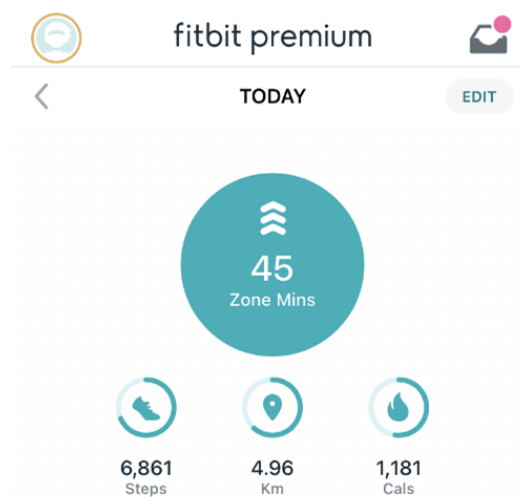 fitbit premium
TODAY EDIT
45
Zone Mins
6,861 4.96 1,181
Steps Km Cals